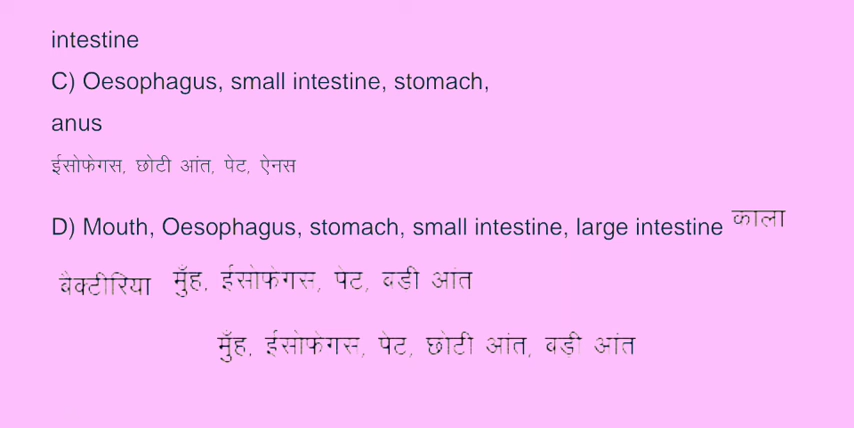 intestine
C) Oesophagus, small intestine, stomach,
anus
ईसोफेगस, छोटी आंत, पेट, ऐनस
D) Mouth, Oesophagus, stomach, small intestine, large intestine काला
बैक्टीरिया मुँह, ईसोफेगस, पेट, बडी आंत
मुँह, ईसोफेगस, पेट, छोटी आंत, बड़ी आंत